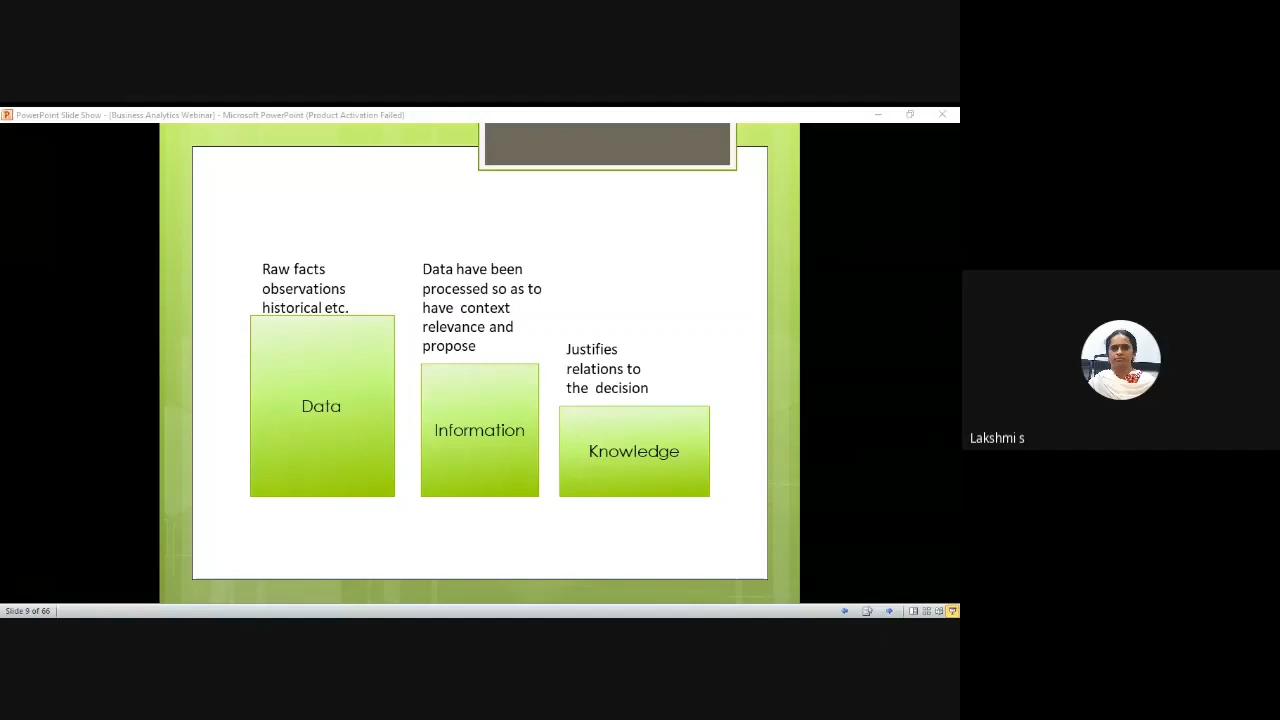 PowerPoint Slide Show - [Business Analytics Webinar] - Microsoft PowerPoint (Product Activation Failed)
Raw facts
observations
historical etc.
Data
Data have been
processed so as to
have context
relevance and
propose
Information
Justifies
relations to
the decision
Knowledge
Lakshmi s
Slide 9 of 66